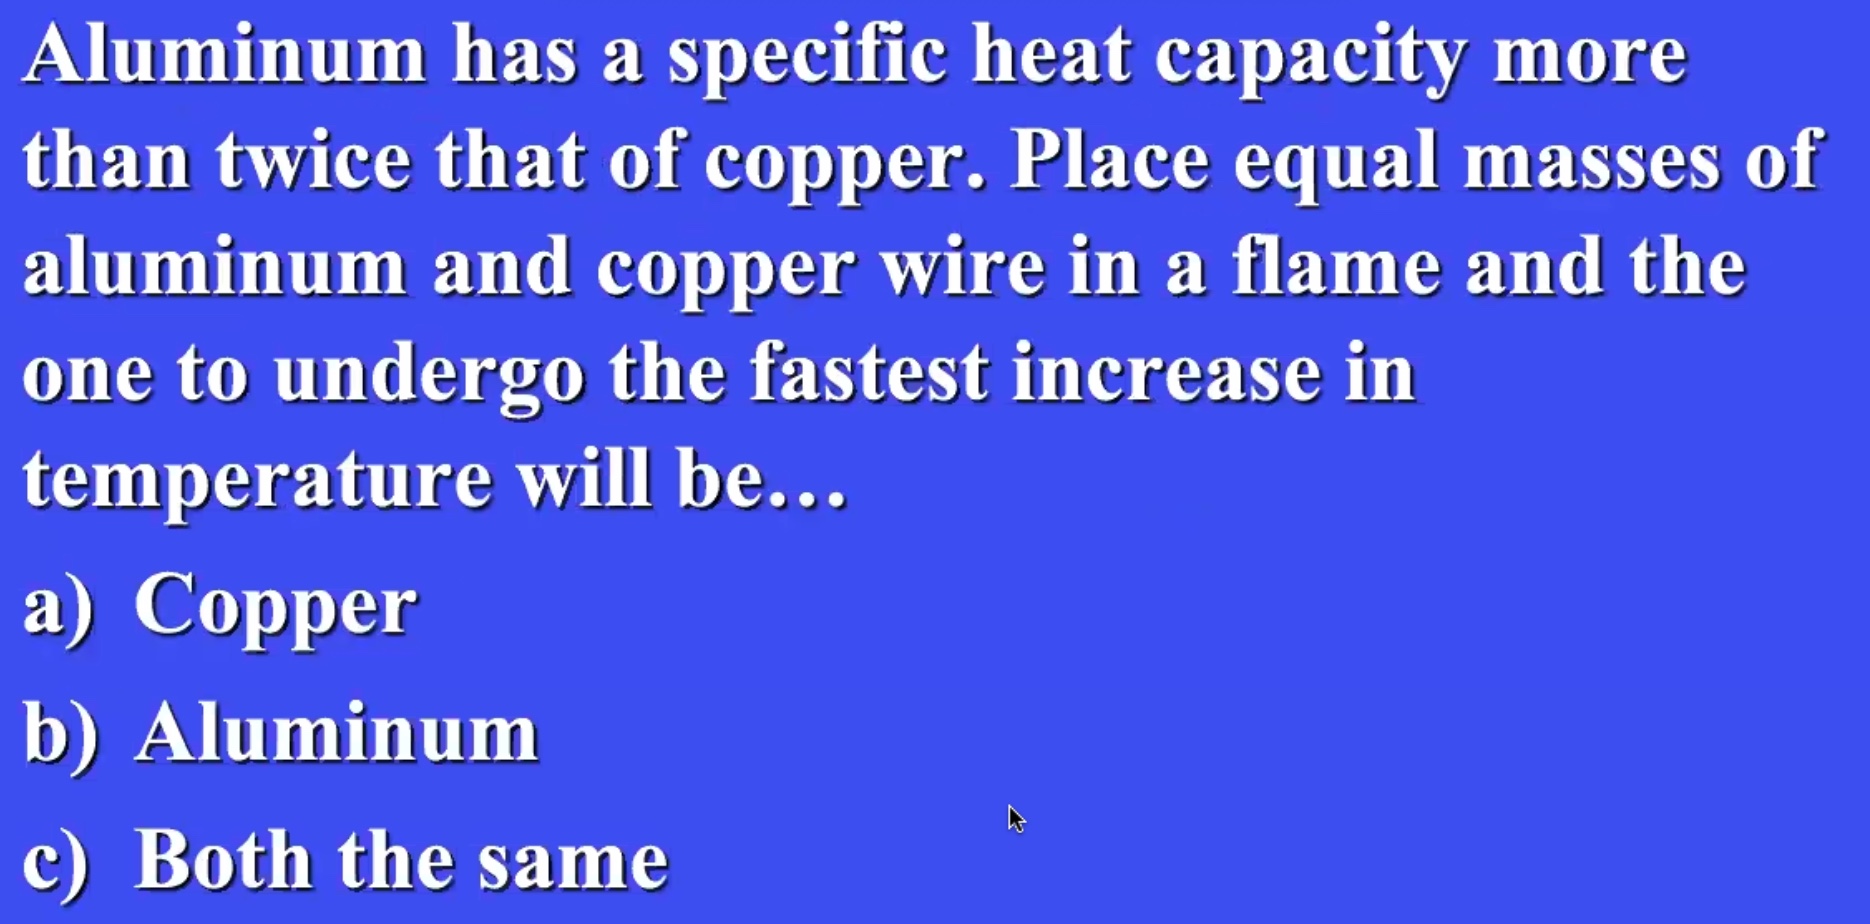 Aluminum has a specific heat capacity more
than twice that of copper. Place equal masses of
aluminum and copper wire in a flame and the
one to undergo the fastest increase in
temperature will be…
a) Copper
b) Aluminum
c) Both the same